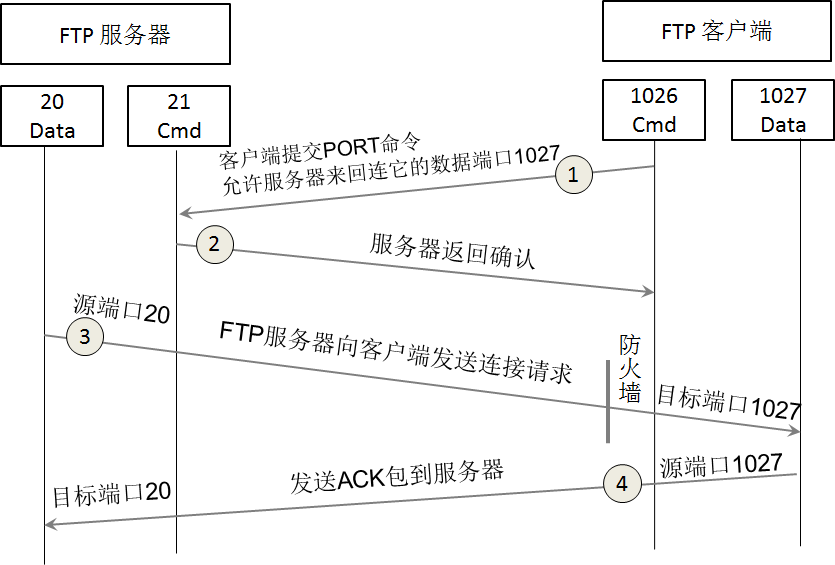 FTP 服务器
FTP 客户端
20
Data
21
Cmd
1026
Cmd
1027
Data
客户端提交PORT命令
允许服务器来回连它的数据端口1027
1
2
服务器返回确认
源端口20
3
FTP服务器向客户端发送连接请求
防火墙
目标端口1027
源端口1027
4
发送ACK包到服务器
目标端口20